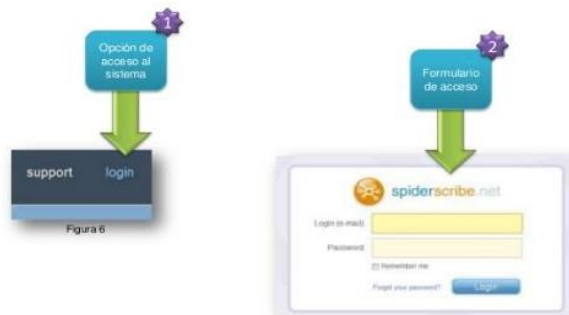 1
Opción de
acceso al
sistema
support login
Figura 6
2
Formulario
de acceso
spiderscribe.net
Login (e-mail)
Password
Remember me
Forgot your password?
Login